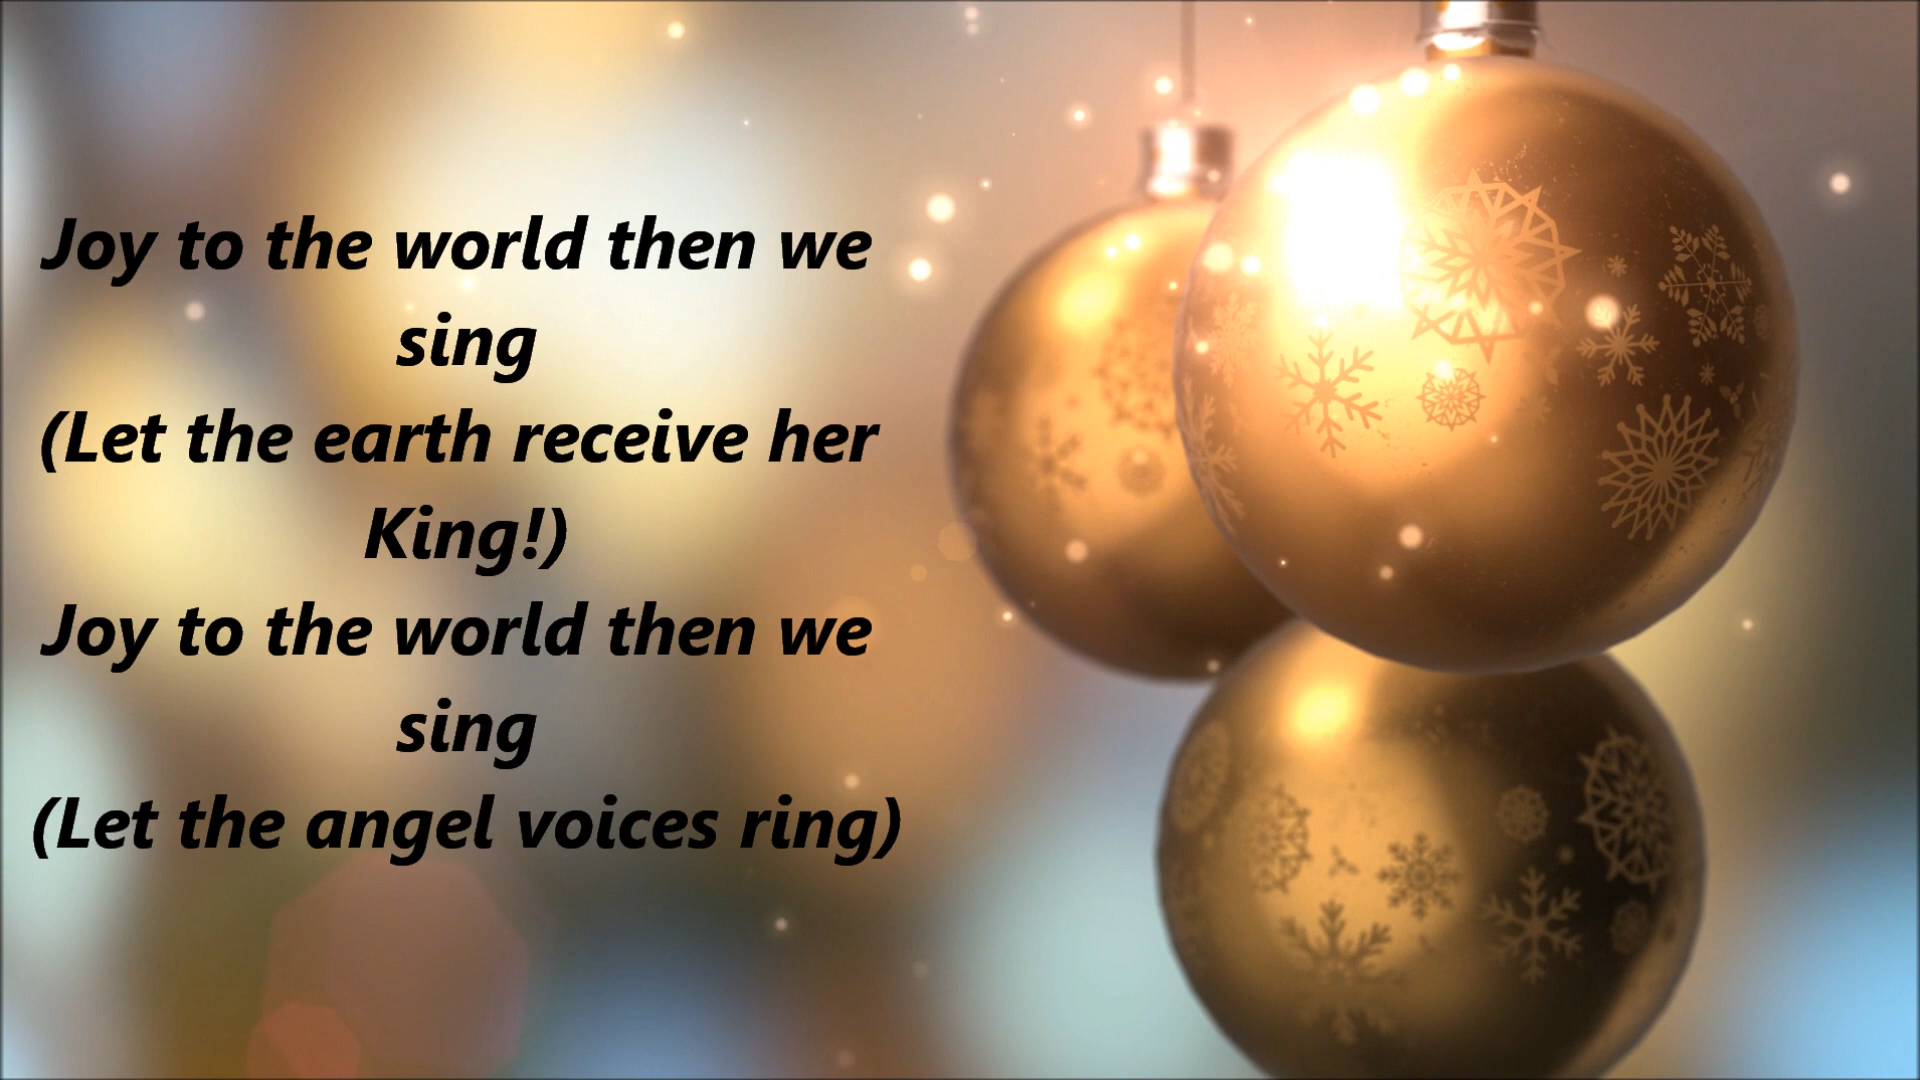 Joy to the world then we
sing
(Let the earth receive her
King!)
Joy to the world then we
sing
(Let the angel voices ring)